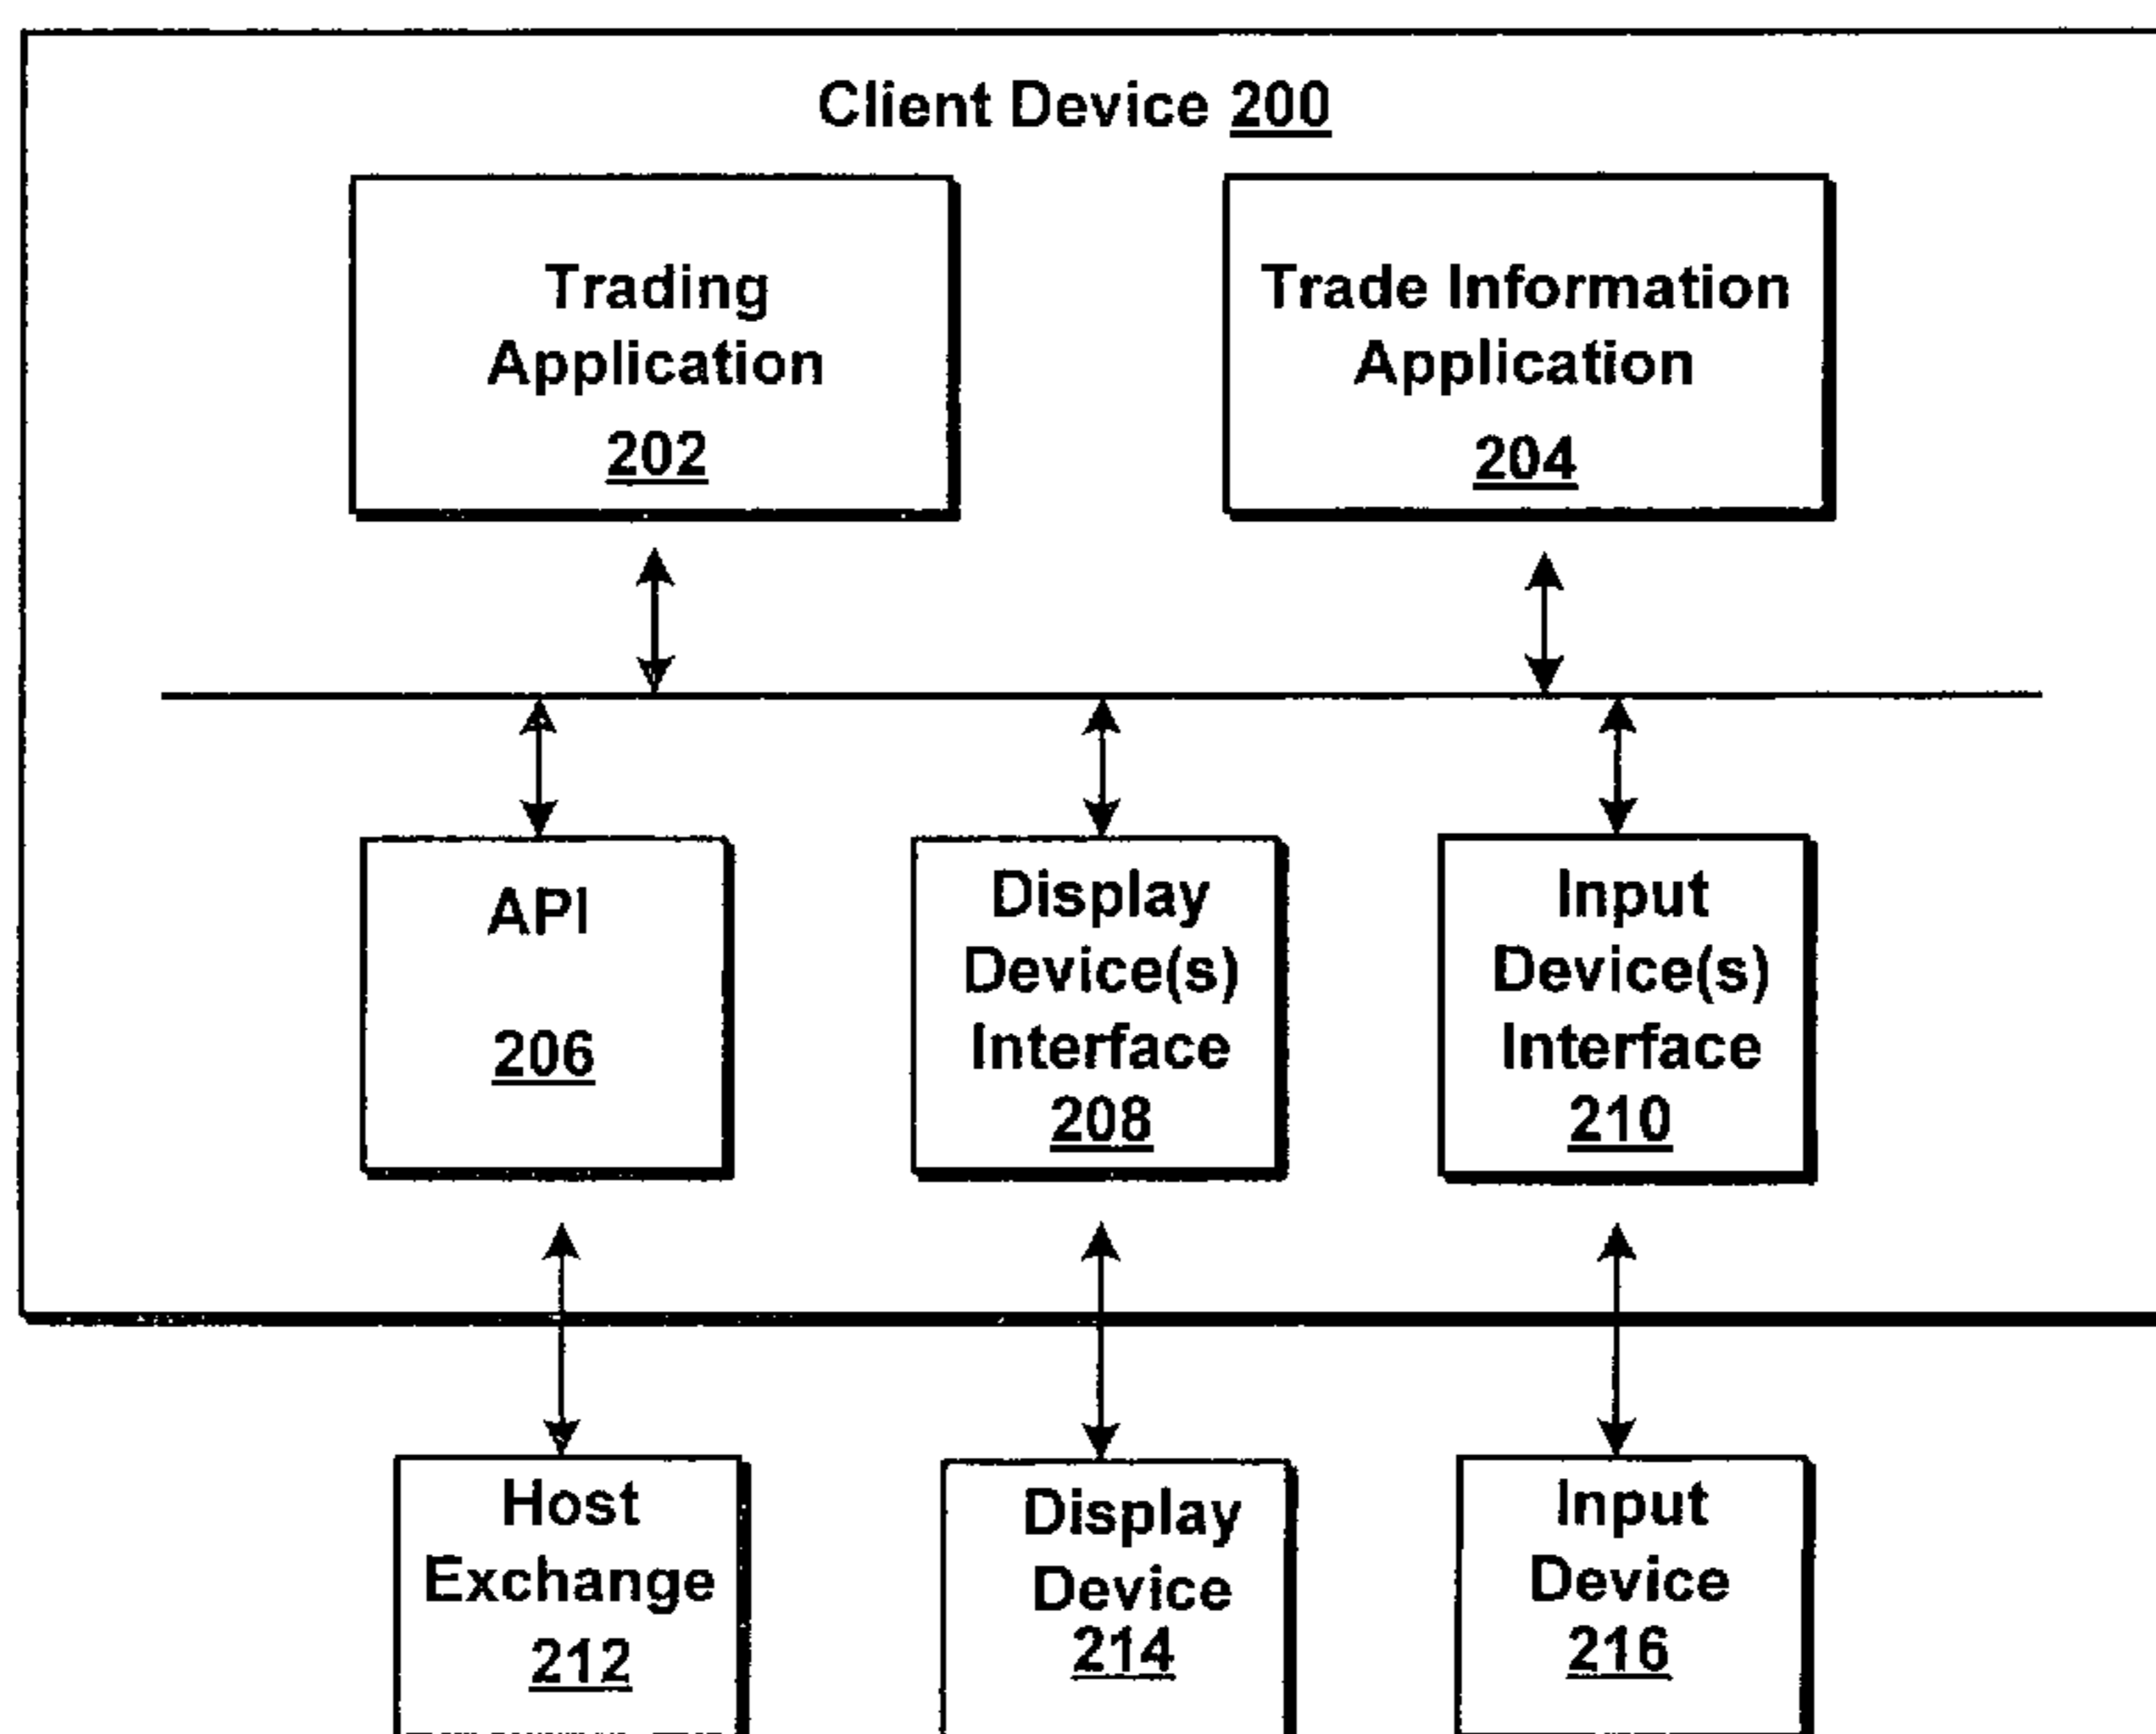 Client Device 200
Trading
Application
202
Trade Information
Application
204
API
206
Display
Device(s)
Interface
208
Input
Device(s)
Interface
210
Host
Exchange
212
Display
Device
214
Input
Device
216